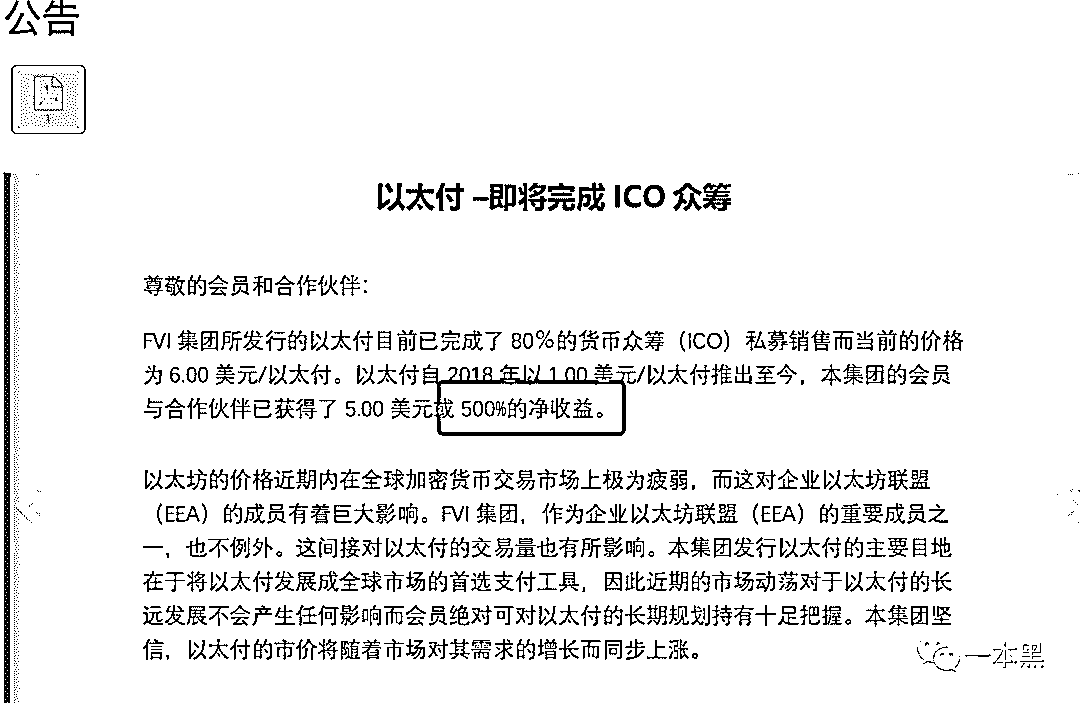 公告
以太付 –即将完成 ICO 众筹
尊敬的会员和合作伙伴：
FVI 集团所发行的以太付目前已完成了 80%的货币众筹（ICO）私募销售而当前的价格
为 6.00 美元/以太付。以太付自 2018 年以 1.00 美元/以太付推出至今，本集团的会员
与合作伙伴已获得了 5.00 美元或 500%的净收益。
以太坊的价格近期内在全球加密货币交易市场上极为疲弱，而这对企业以太坊联盟
（EEA）的成员有着巨大影响。FVI 集团，作为企业以太坊联盟（EEA）的重要成员之
一，也不例外。这间接对以太付的交易量也有所影响。本集团发行以太付的主要目地
在于将以太付发展成全球市场的首选支付工具，因此近期的市场动荡对于以太付的长
远发展不会产生任何影响而会员绝对可对以太付的长期规划持有十足把握。本集团坚
信，以太付的市价将随着市场对其需求的增长而同步上涨。
一本黑